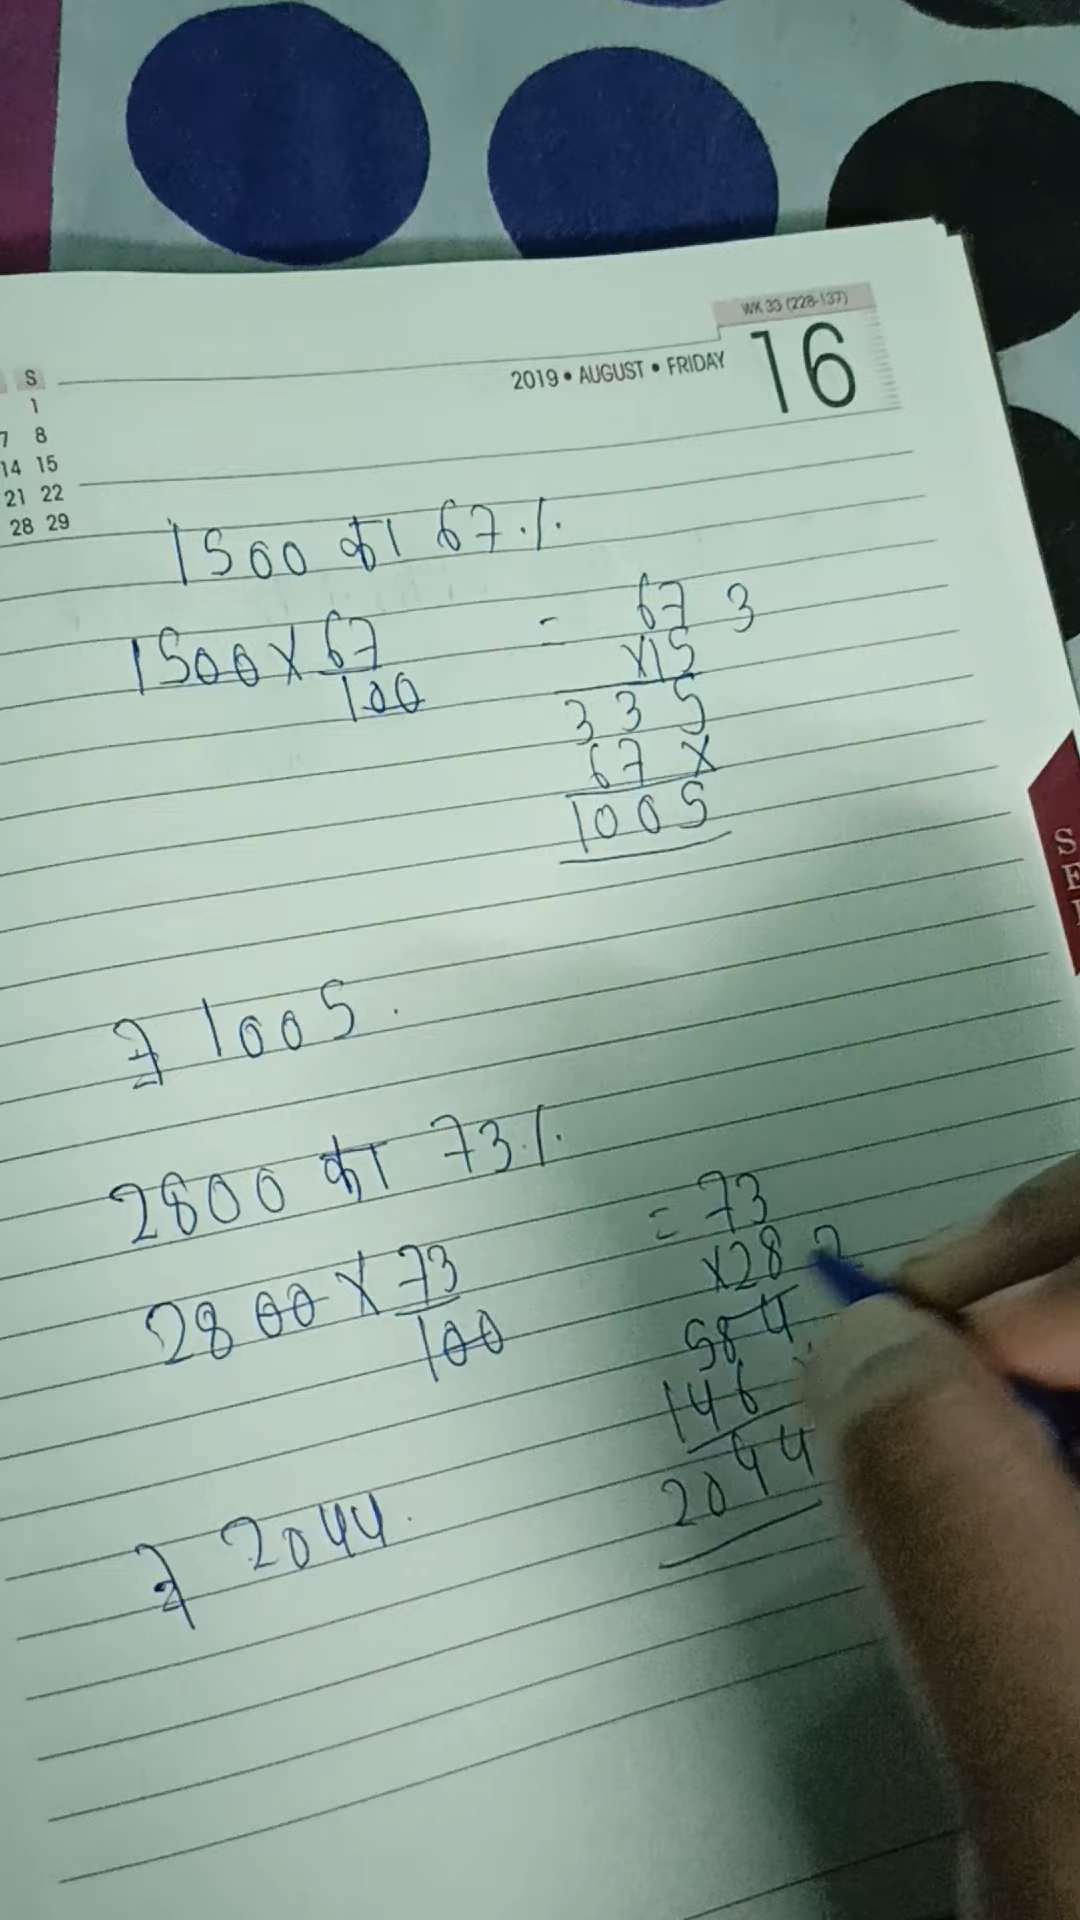 WK 33 (228-137)
2019 • AUGUST • FRIDAY 16
S
1
7 8
14 15
21 22
28 29
1500 का 67%
1500 × 67/100 = 67 3
×15
335
67×
1005
₹ 1005.
2800 का 73%
2800 × 73/100 = 73
×28 2
584
146
2044
₹ 2044.
S
E